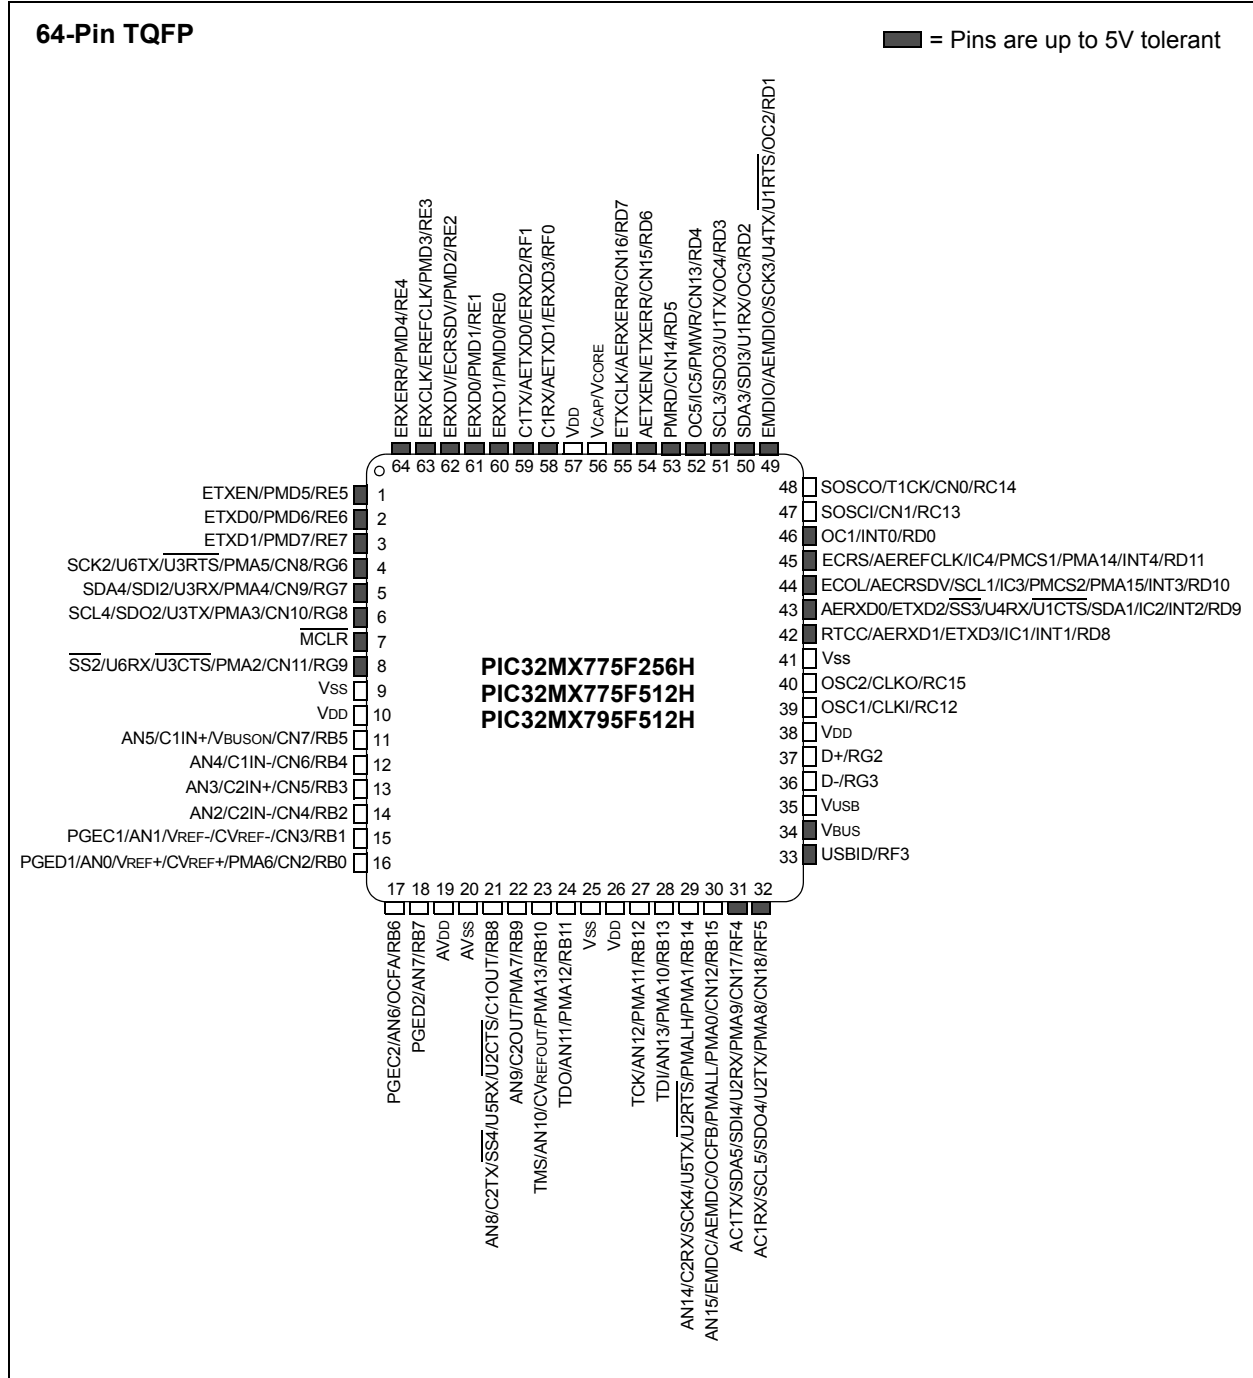 64-Pin TQFP
= Pins are up to 5V tolerant
ERXERR/PMD4/RE4
ERXCLK/EREFCLK/PMD3/RE3
ERXDV/ECRSDV/PMD2/RE2
ERXD0/PMD1/RE1
ERXD1/PMD0/RE0
C1TX/AETXD0/ERXD2/RF1
C1RX/AETXD1/ERXD3/RF0
VDD
VCAP/VCORE
ETXCLK/AERXERR/CN16/RD7
AETXEN/ETXERR/CN15/RD6
PMRD/CN14/RD5
OC5/IC5/PMWR/CN13/RD4
SCL3/SDO3/U1TX/OC4/RD3
SDA3/SDI3/U1RX/OC3/RD2
EMDIO/AEMDIO/SCK3/U4TX/U1RTS/OC2/RD1
64 63 62 61 60 59 58 57 56 55 54 53 52 51 50 49
ETXEN/PMD5/RE5 1
ETXD0/PMD6/RE6 2
ETXD1/PMD7/RE7 3
SCK2/U6TX/U3RTS/PMA5/CN8/RG6 4
SDA4/SDI2/U3RX/PMA4/CN9/RG7 5
SCL4/SDO2/U3TX/PMA3/CN10/RG8 6
MCLR 7
SS2/U6RX/U3CTS/PMA2/CN11/RG9 8
VSS 9
VDD 10
AN5/C1IN+/VBUSON/CN7/RB5 11
AN4/C1IN-/CN6/RB4 12
AN3/C2IN+/CN5/RB3 13
AN2/C2IN-/CN4/RB2 14
PGEC1/AN1/VREF-/CVREF-/CN3/RB1 15
PGED1/AN0/VREF+/CVREF+/PMA6/CN2/RB0 16
PIC32MX775F256H
PIC32MX775F512H
PIC32MX795F512H
48 SOSCO/T1CK/CN0/RC14
47 SOSCI/CN1/RC13
46 OC1/INT0/RD0
45 ECRS/AEREFCLK/IC4/PMCS1/PMA14/INT4/RD11
44 ECOL/AECRSDV/SCL1/IC3/PMCS2/PMA15/INT3/RD10
43 AERXD0/ETXD2/SS3/U4RX/U1CTS/SDA1/IC2/INT2/RD9
42 RTCC/AERXD1/ETXD3/IC1/INT1/RD8
41 Vss
40 OSC2/CLKO/RC15
39 OSC1/CLKI/RC12
38 VDD
37 D+/RG2
36 D-/RG3
35 VUSB
34 VBUS
33 USBID/RF3
17 18 19 20 21 22 23 24 25 26 27 28 29 30 31 32
PGEC2/AN6/OCFA/RB6
PGED2/AN7/RB7
AVDD
AVss
AN8/C2TX/SS4/U5RX/U2CTS/C1OUT/RB8
AN9/C2OUT/PMA7/RB9
TMS/AN10/CVREFOUT/PMA13/RB10
TDO/AN11/PMA12/RB11
Vss
VDD
TCK/AN12/PMA11/RB12
TDI/AN13/PMA10/RB13
AN14/C2RX/SCK4/U5TX/U2RTS/PMALH/PMA1/RB14
AN15/EMDC/AEMDC/OCFB/PMALL/PMA0/CN12/RB15
AC1TX/SDA5/SDI4/U2RX/PMA9/CN17/RF4
AC1RX/SCL5/SDO4/U2TX/PMA8/CN18/RF5